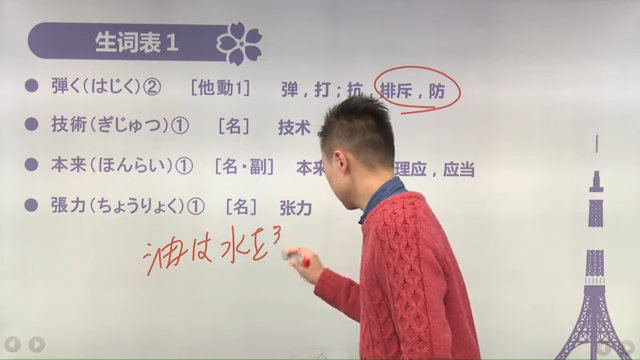 生词表1
● 弾く(はじく)② [他動1] 弹，打；抗，排斥，防
● 技術(ぎじゅつ)① [名] 技术
● 本来(ほんらい)① [名·副] 本来 理应，应当
● 張力(ちょうりょく)① [名] 张力
油は水を